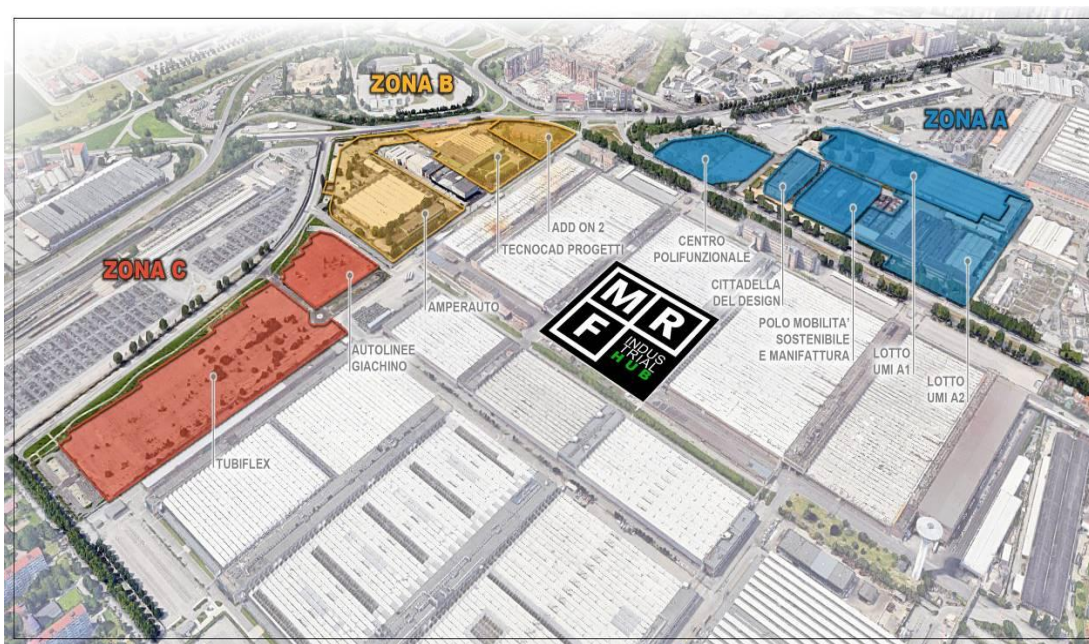 ZONA B
ZONA A
ZONA C
ADD ON 2
TECNOCAD PROGETTI
CENTRO
POLIFUNZIONALE
CITTADELLA
DEL DESIGN
AMPERAUTO
POLO MOBILITA'
SOSTENIBILE
E MANIFATTURA
LOTTO
UMI A1
LOTTO
UMI A2
AUTOLINEE
GIACHINO
TUBIFLEX
M R
F
INDUS
TRIAL
HUB